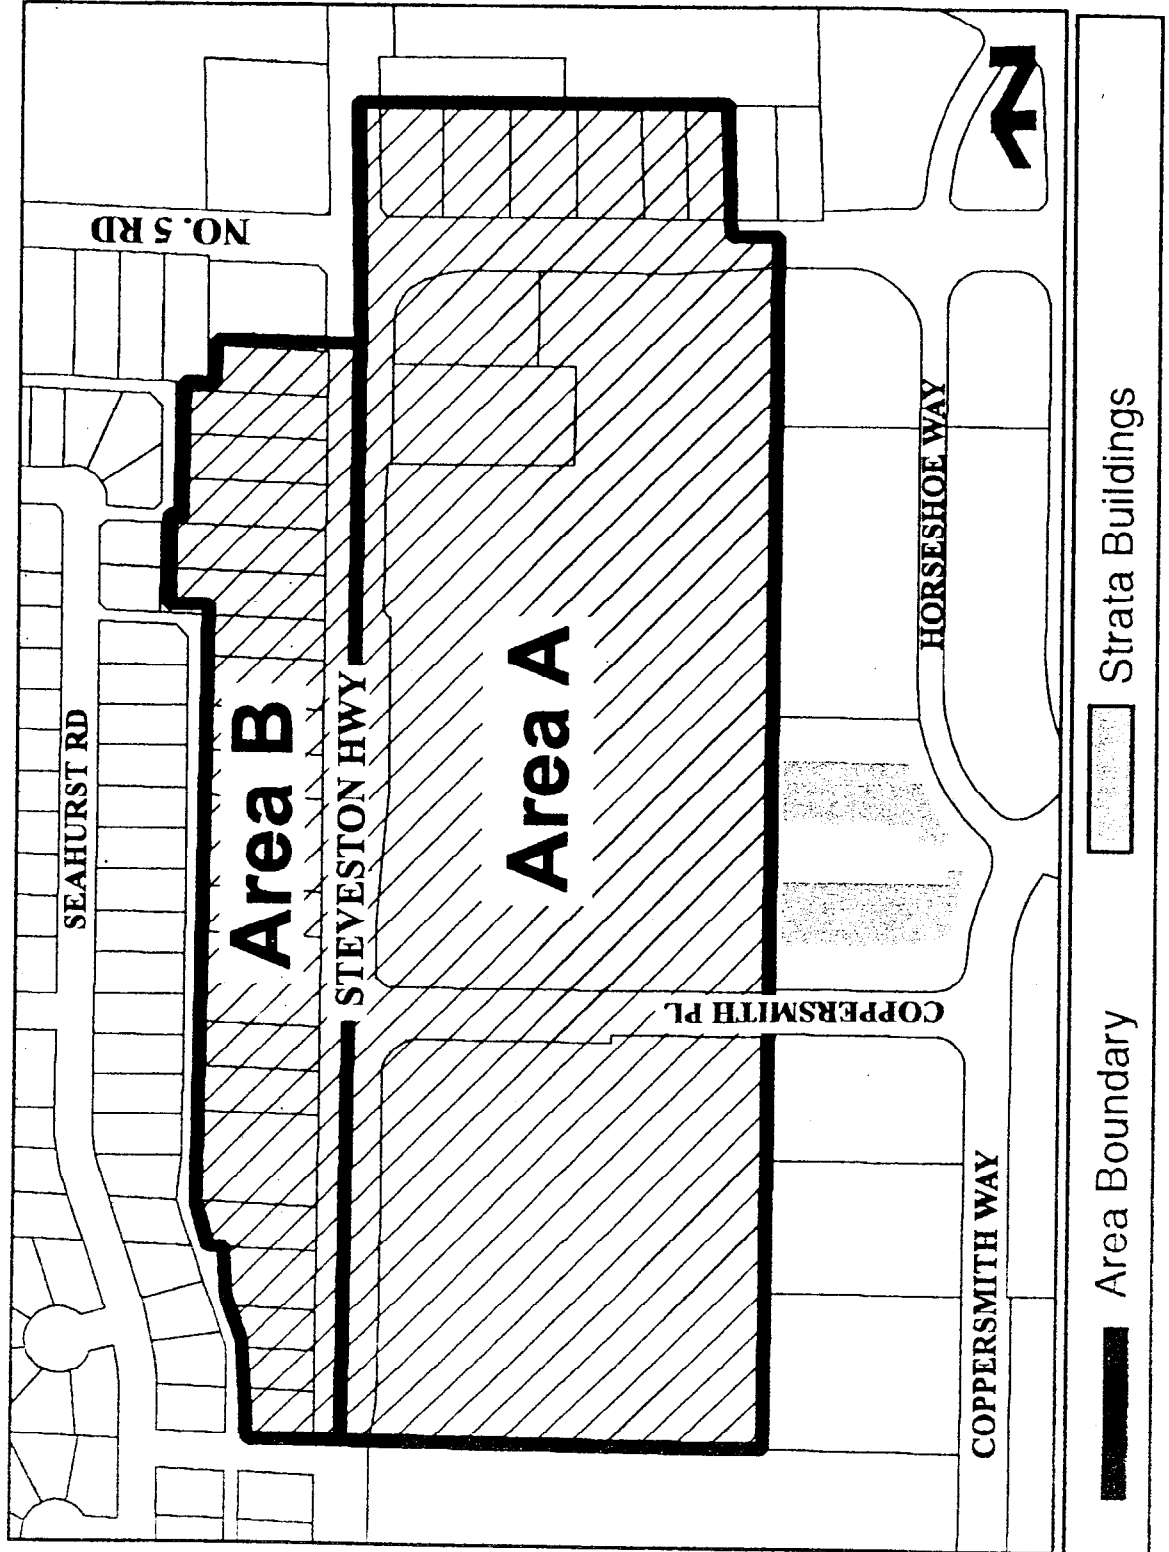 N
NO. 5 RD
SEAHURST RD
Area B
STEVESTON HWY
Area A
COPPERSMITH PL
HORSESHOE WAY
COPPERSMITH WAY
Area Boundary
Strata Buildings